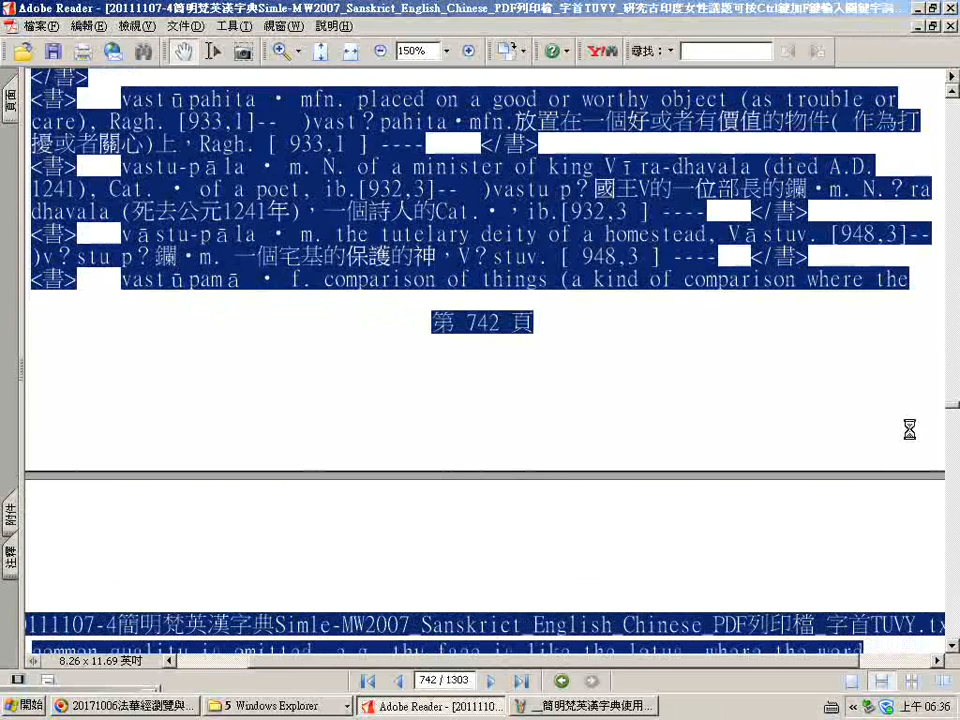 Adobe Reader - [20111107-4簡明梵英漢字典Simle-MW2007_Sanskrict_English_Chinese_PDF列印檔_字首TUVY_研究古印度女性議題可按Ctrl鍵加F鍵輸入關鍵字詞...
檔案(F) 編輯(E) 檢視(V) 文件(D) 工具(T) 視窗(W) 說明(H)
150% 尋找：
頁面
</書>
<書> vastūpahita ‧ mfn. placed on a good or worthy object (as trouble or
care), Ragh. [933,1]-- )vast？pahita‧mfn.放置在一個好或者有價值的物件( 作為打
擾或者關心)上，Ragh. [ 933,1 ] ---- </書>
<書> vastu-pāla ‧ m. N. of a minister of king Vīra-dhavala (died A.D.
1241), Cat. ‧ of a poet, ib.[932,3]-- )vastu p？國王V的一位部長的鑭‧m. N.？ra
dhavala (死去公元1241年)，一個詩人的Cat.‧，ib.[932,3 ] ---- </書>
<書> vāstu-pāla ‧ m. the tutelary deity of a homestead, Vāstuv. [948,3]--
)v？stu p？鑭‧m. 一個宅基的保護的神，V？stuv. [ 948,3 ] ---- </書>
<書> vastūpamā ‧ f. comparison of things (a kind of comparison where the
第 742 頁
附件
注釋
111107-4簡明梵英漢字典Simle-MW2007_Sanskrict_English_Chinese_PDF列印檔_字首TUVY.tx
common quality is omitted, e.g. thy face is like the lotus, where the word
8.26 x 11.69 英吋
742 / 1303
開始 20171006法華經瀏覽與... 5 Windows Explorer Adobe Reader - [201110... __簡明梵英字典使用... 上午 06:36